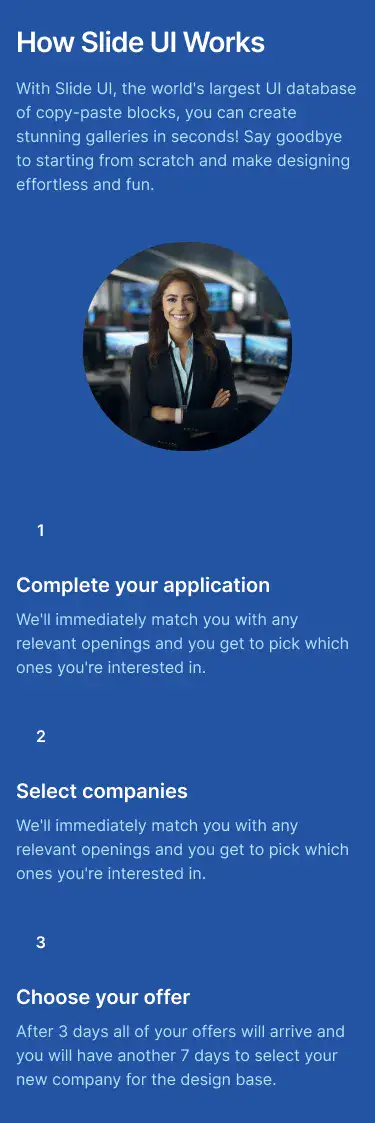 How Slide UI Works
With Slide UI, the world's largest UI database
of copy-paste blocks, you can create
stunning galleries in seconds! Say goodbye
to starting from scratch and make designing
effortless and fun.
1
Complete your application
We'll immediately match you with any
relevant openings and you get to pick which
ones you're interested in.
2
Select companies
We'll immediately match you with any
relevant openings and you get to pick which
ones you're interested in.
3
Choose your offer
After 3 days all of your offers will arrive and
you will have another 7 days to select your
new company for the design base.